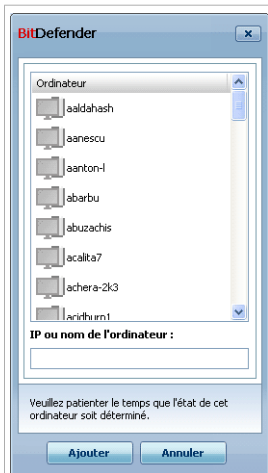 BitDefender
Ordinateur
aaldahash
aanescu
aanton-l
abarbu
abuzachis
acalita7
achera-2k3
acidburn1
IP ou nom de l'ordinateur :
Veuillez patienter le temps que l'état de cet
ordinateur soit déterminé.
Ajouter
Annuler